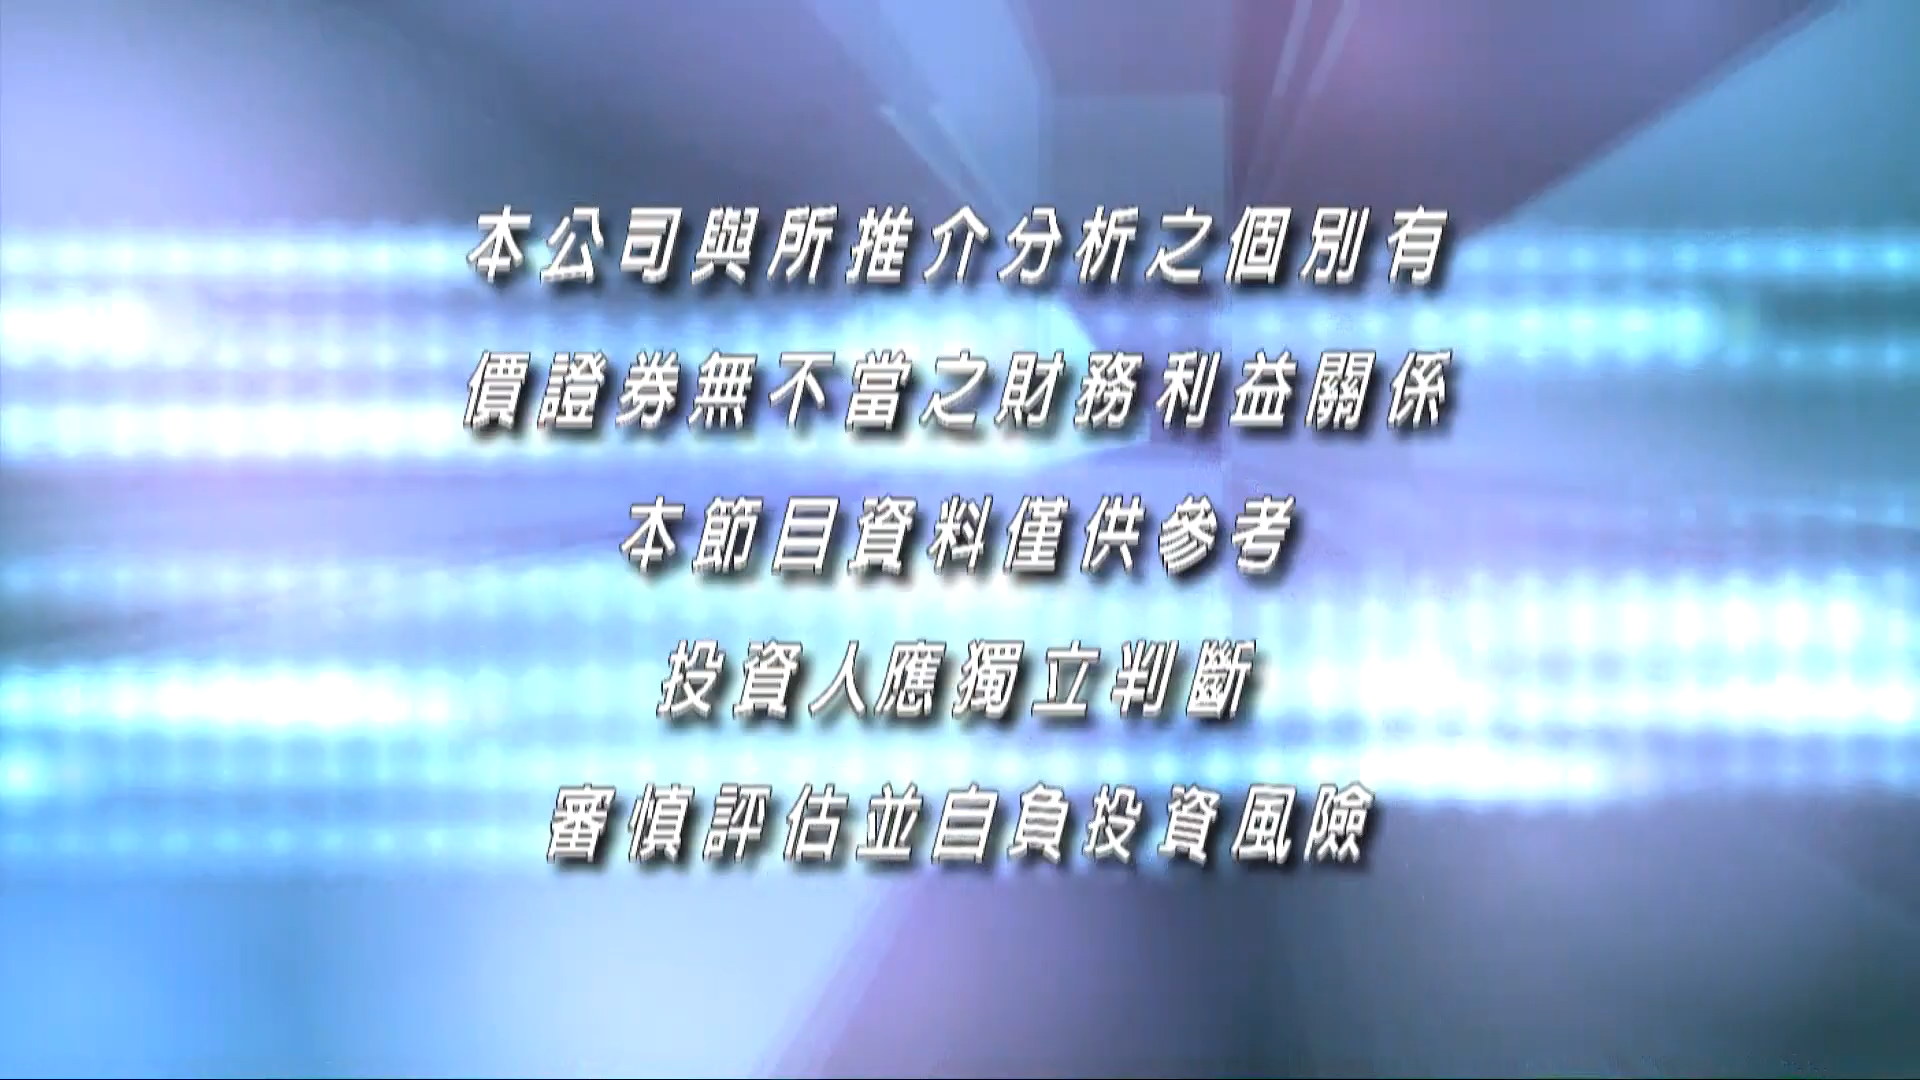 本公司與所推介分析之個別有
價證券無不當之財務利益關係
本節目資料僅供參考
投資人應獨立判斷
審慎評估並自負投資風險